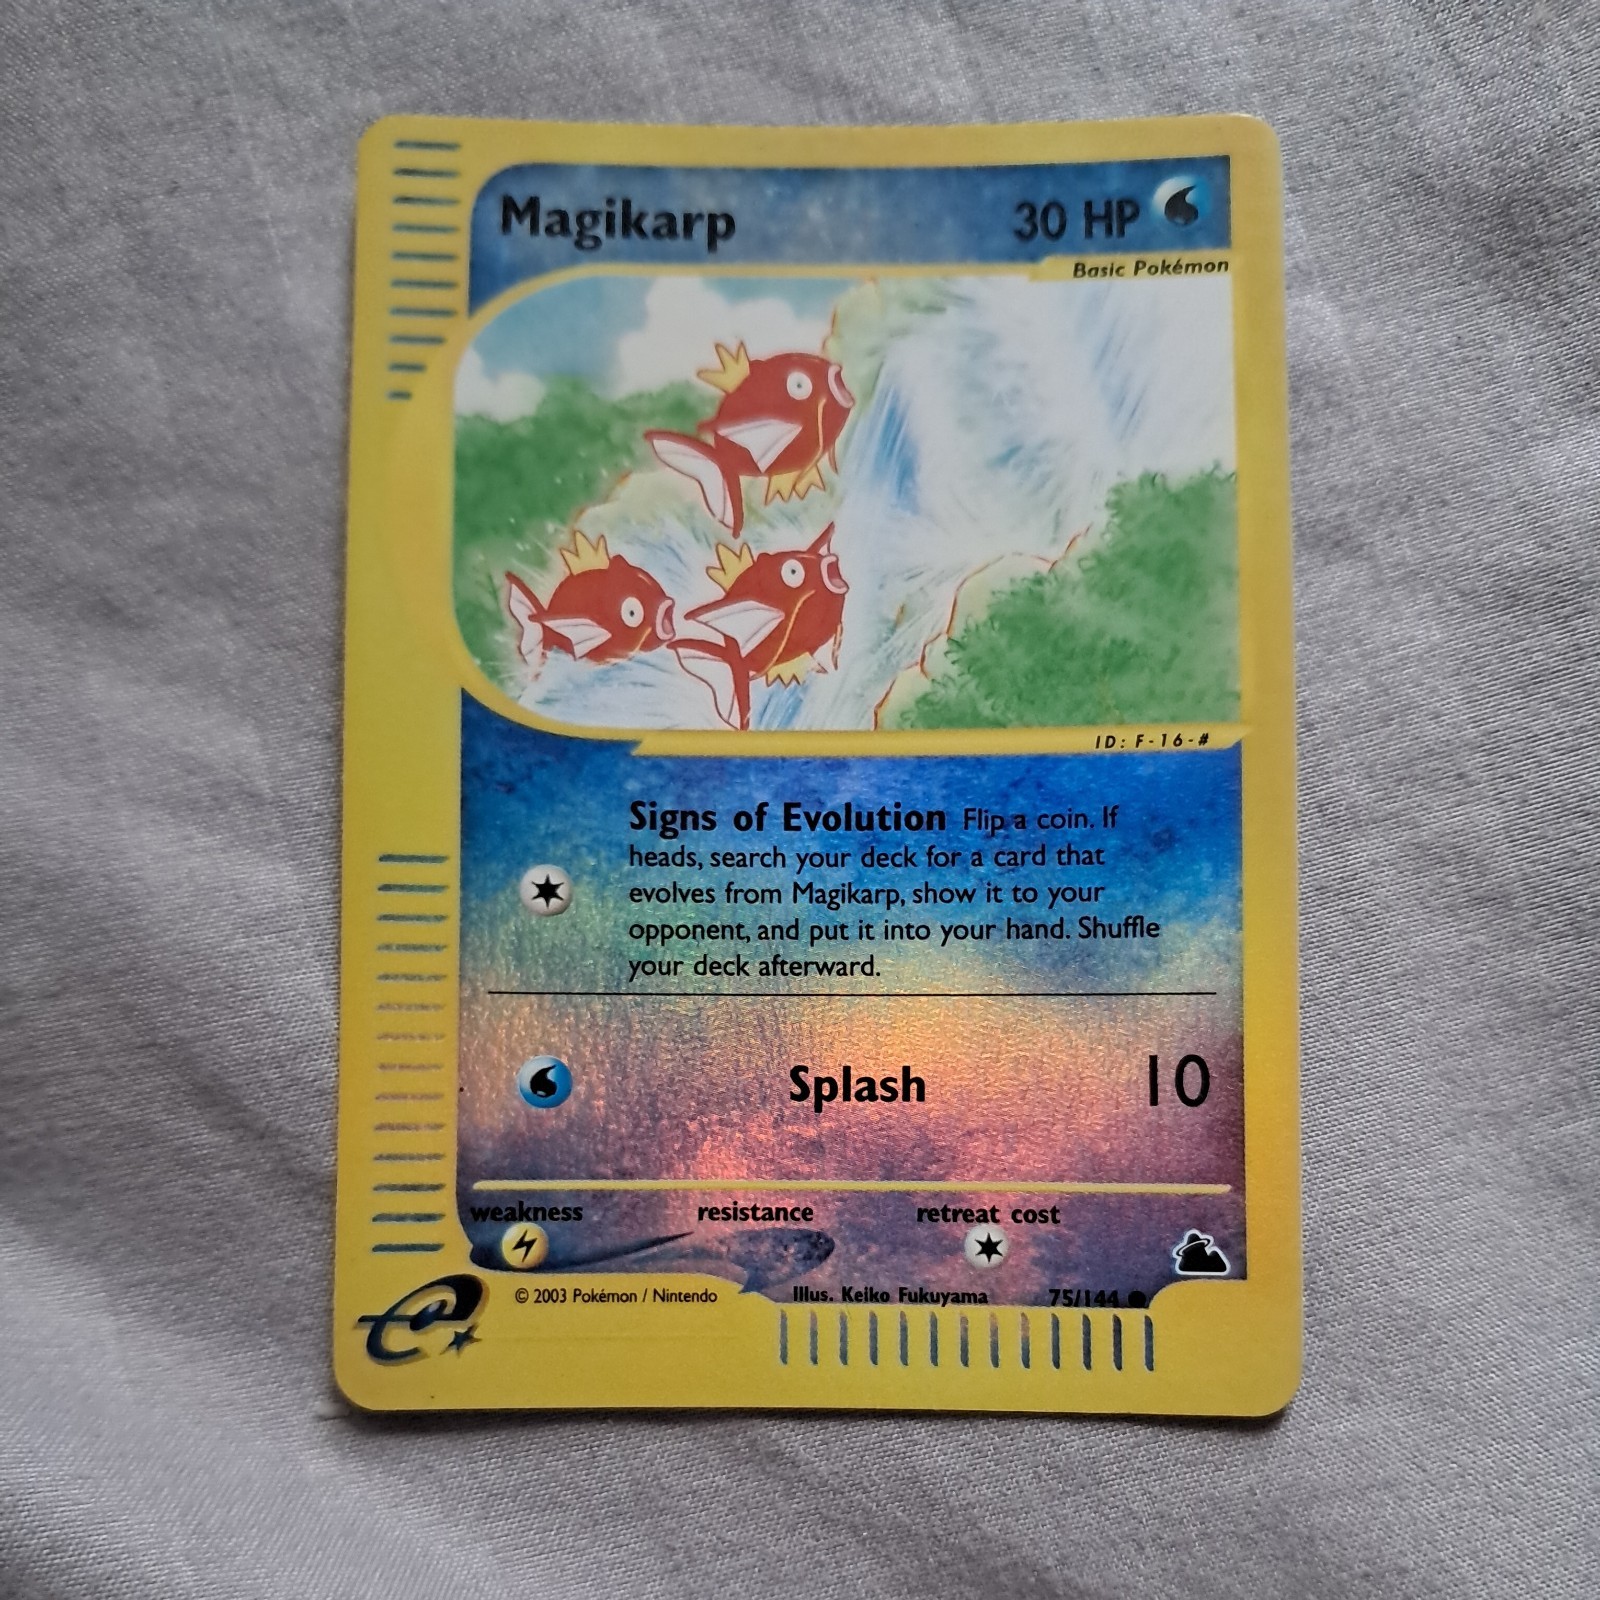 Magikarp 30 HP
Basic Pokémon
ID: F-16-#
Signs of Evolution Flip a coin. If
heads, search your deck for a card that
evolves from Magikarp, show it to your
opponent, and put it into your hand. Shuffle
your deck afterward.
Splash 10
weakness resistance retreat cost
© 2003 Pokémon / Nintendo Illus. Keiko Fukuyama 75/144
e